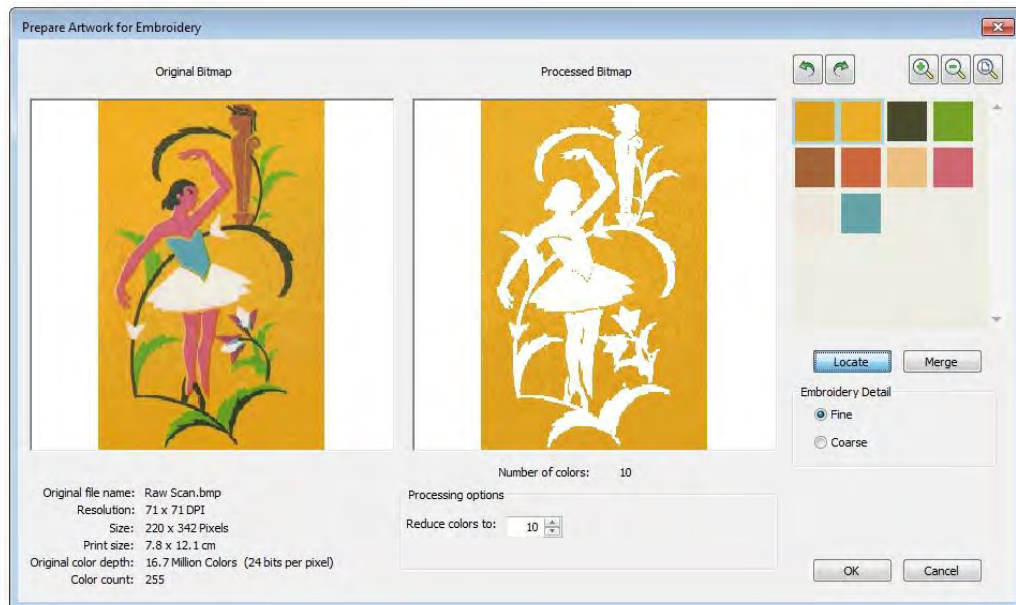 Prepare Artwork for Embroidery
Original Bitmap
Processed Bitmap
Locate
Merge
Embroidery Detail
Fine
Coarse
Number of colors: 10
Processing options
Reduce colors to: 10
Original file name: Raw Scan.bmp
Resolution: 71 x 71 DPI
Size: 220 x 342 Pixels
Print size: 7.8 x 12.1 cm
Original color depth: 16.7 Million Colors (24 bits per pixel)
Color count: 255
OK
Cancel